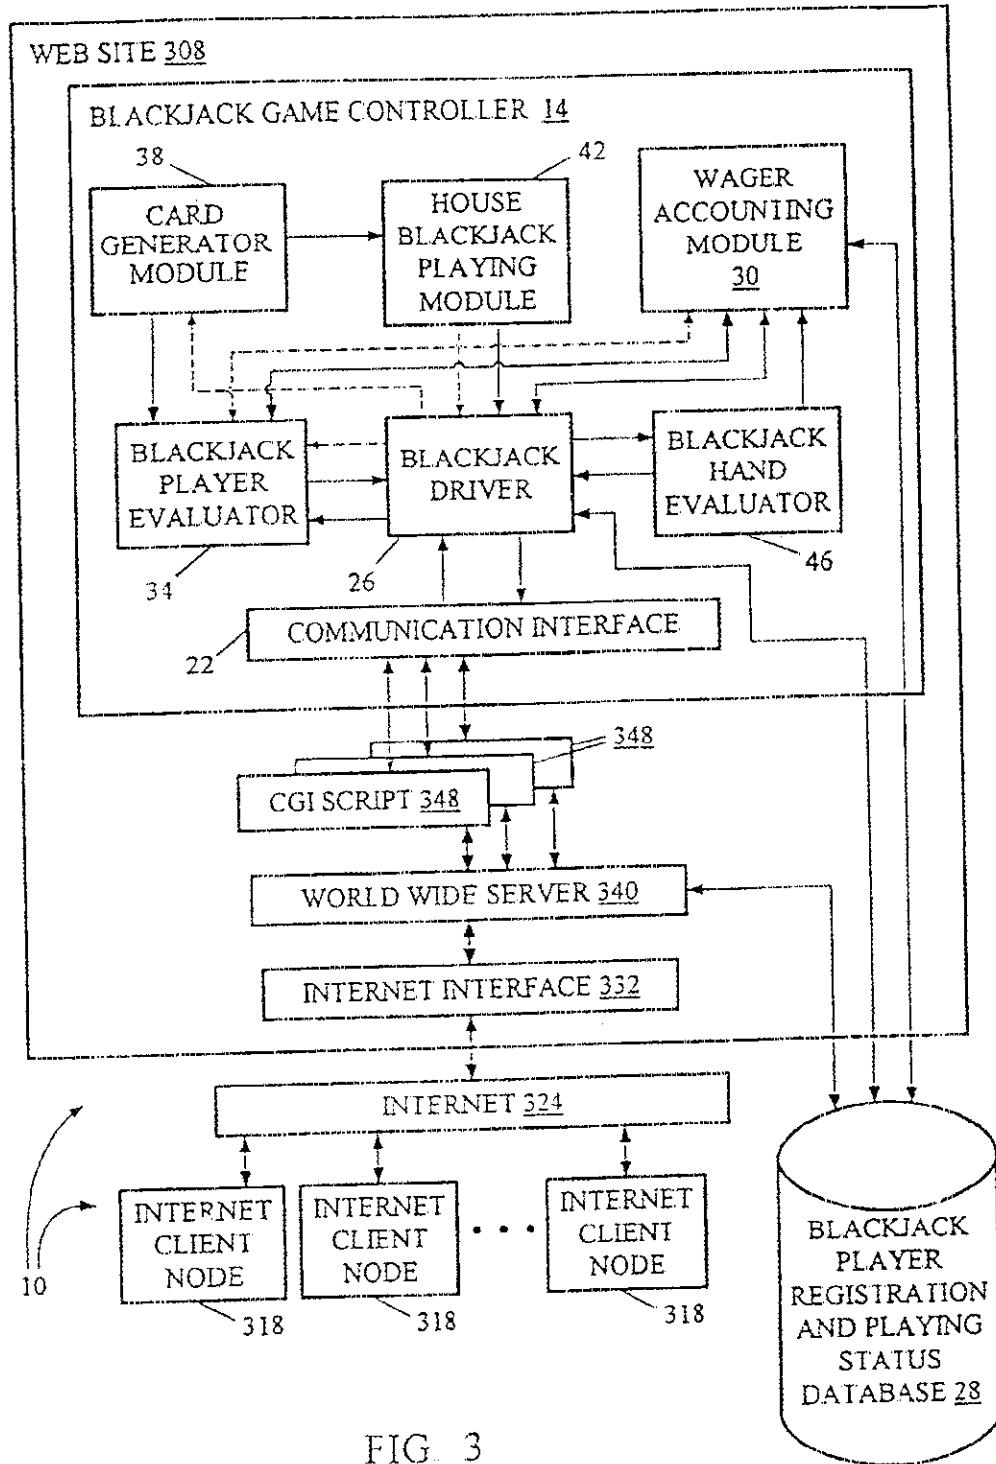 WEB SITE 308
BLACKJACK GAME CONTROLLER 14
38
CARD
GENERATOR
MODULE
42
HOUSE
BLACKJACK
PLAYING
MODULE
WAGER
ACCOUNTING
MODULE
30
BLACKJACK
PLAYER
EVALUATOR
34
BLACKJACK
DRIVER
26
BLACKJACK
HAND
EVALUATOR
46
COMMUNICATION INTERFACE
22
348
CGI SCRIPT 348
WORLD WIDE SERVER 340
INTERNET INTERFACE 332
INTERNET 324
INTERNET
CLIENT
NODE
318
INTERNET
CLIENT
NODE
318
• • •
INTERNET
CLIENT
NODE
318
10
BLACKJACK
PLAYER
REGISTRATION
AND PLAYING
STATUS
DATABASE 28
FIG. 3